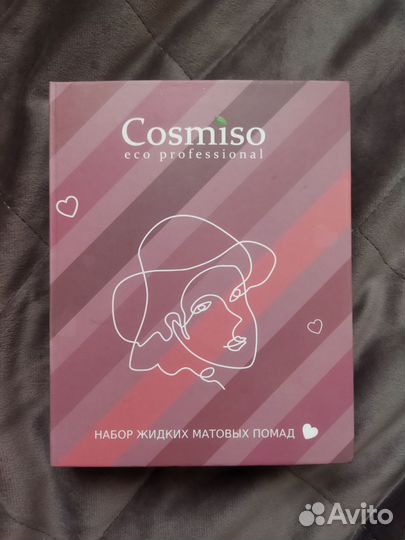 Cosmiso
eco professional
НАБОР ЖИДКИХ МАТОВЫХ ПОМАД
Avito